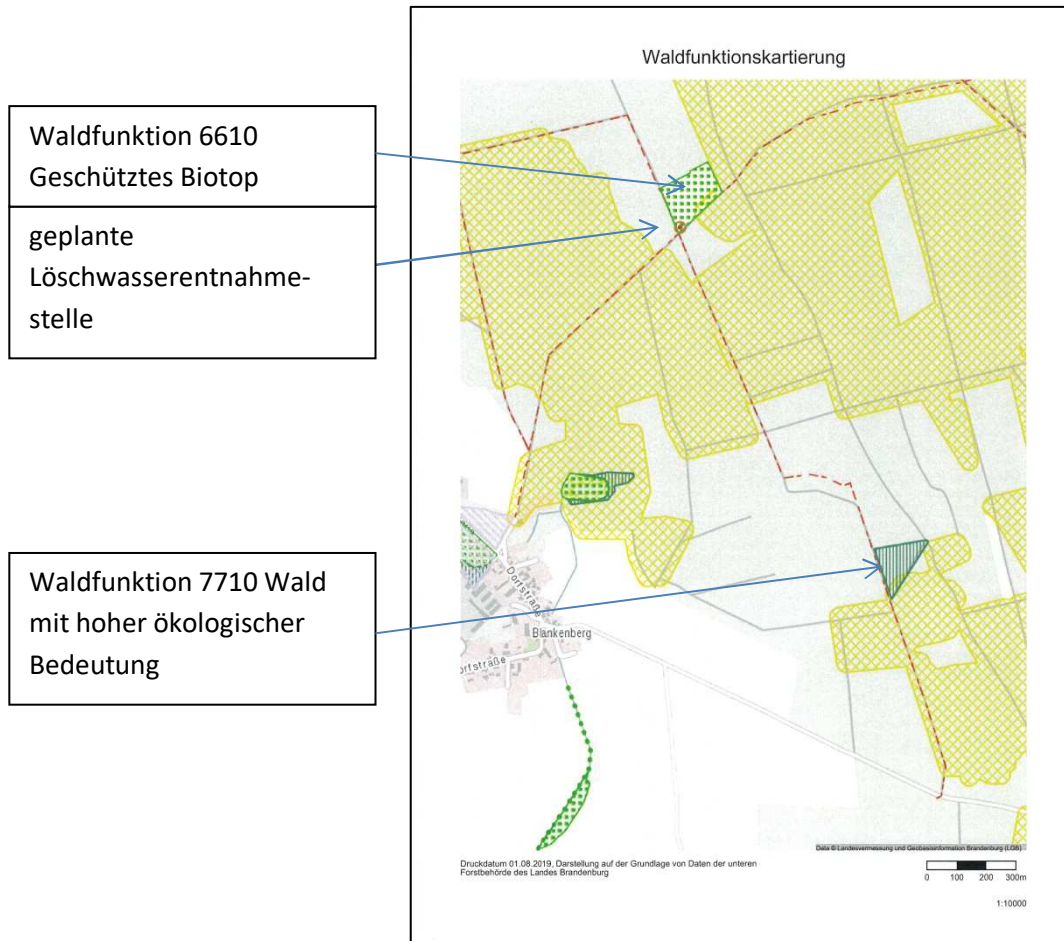 Waldfunktionskartierung
Waldfunktion 6610
Geschütztes Biotop
geplante
Löschwasserentnahme-
stelle
Waldfunktion 7710 Wald
mit hoher ökologischer
Bedeutung
Dorfstraße
Blankenberg
orfstraße
Data © Landesvermessung und Geobasisinformation Brandenburg (LGB)
Druckdatum 01.08.2019, Darstellung auf der Grundlage von Daten der unteren
Forstbehörde des Landes Brandenburg
0 100 200 300m
1:10000